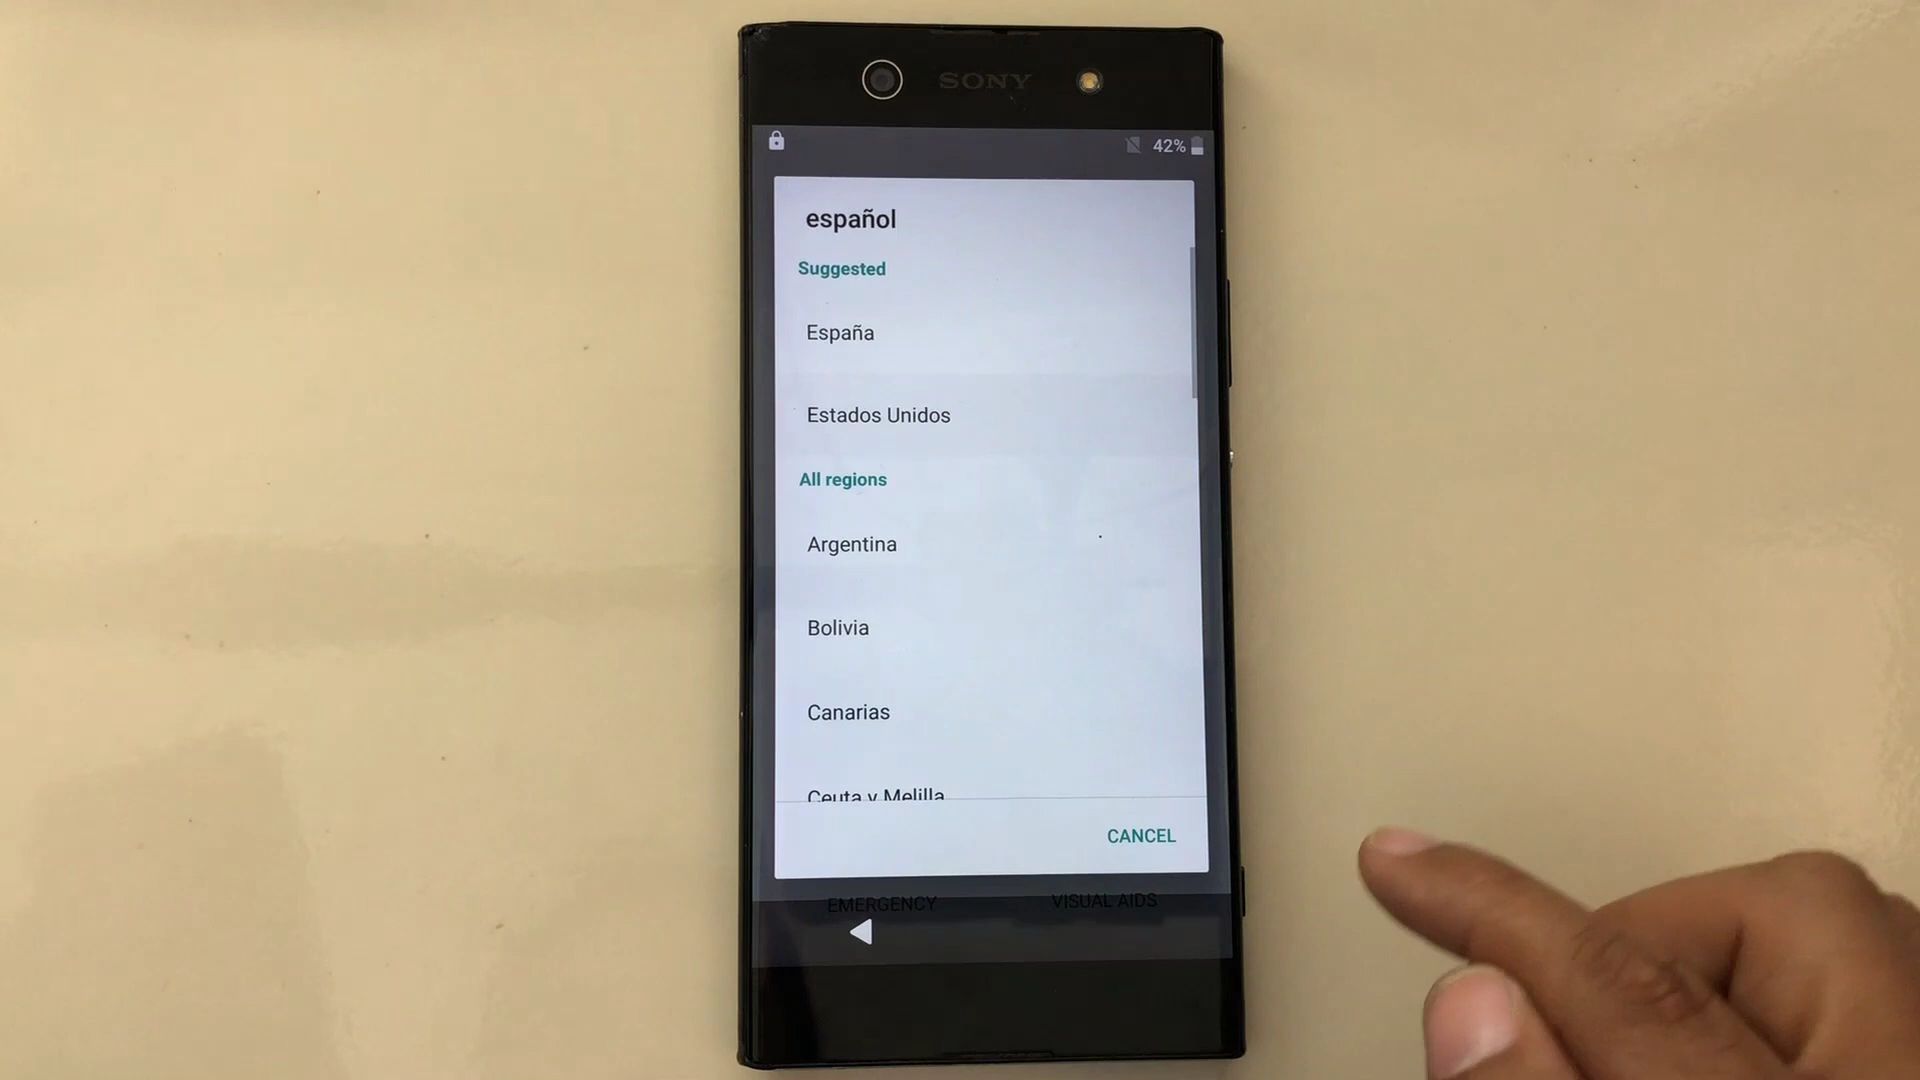 SONY
42%
español
Suggested
España
Estados Unidos
All regions
Argentina
Bolivia
Canarias
Ceuta y Melilla
CANCEL
EMERGENCY
VISUAL AIDS